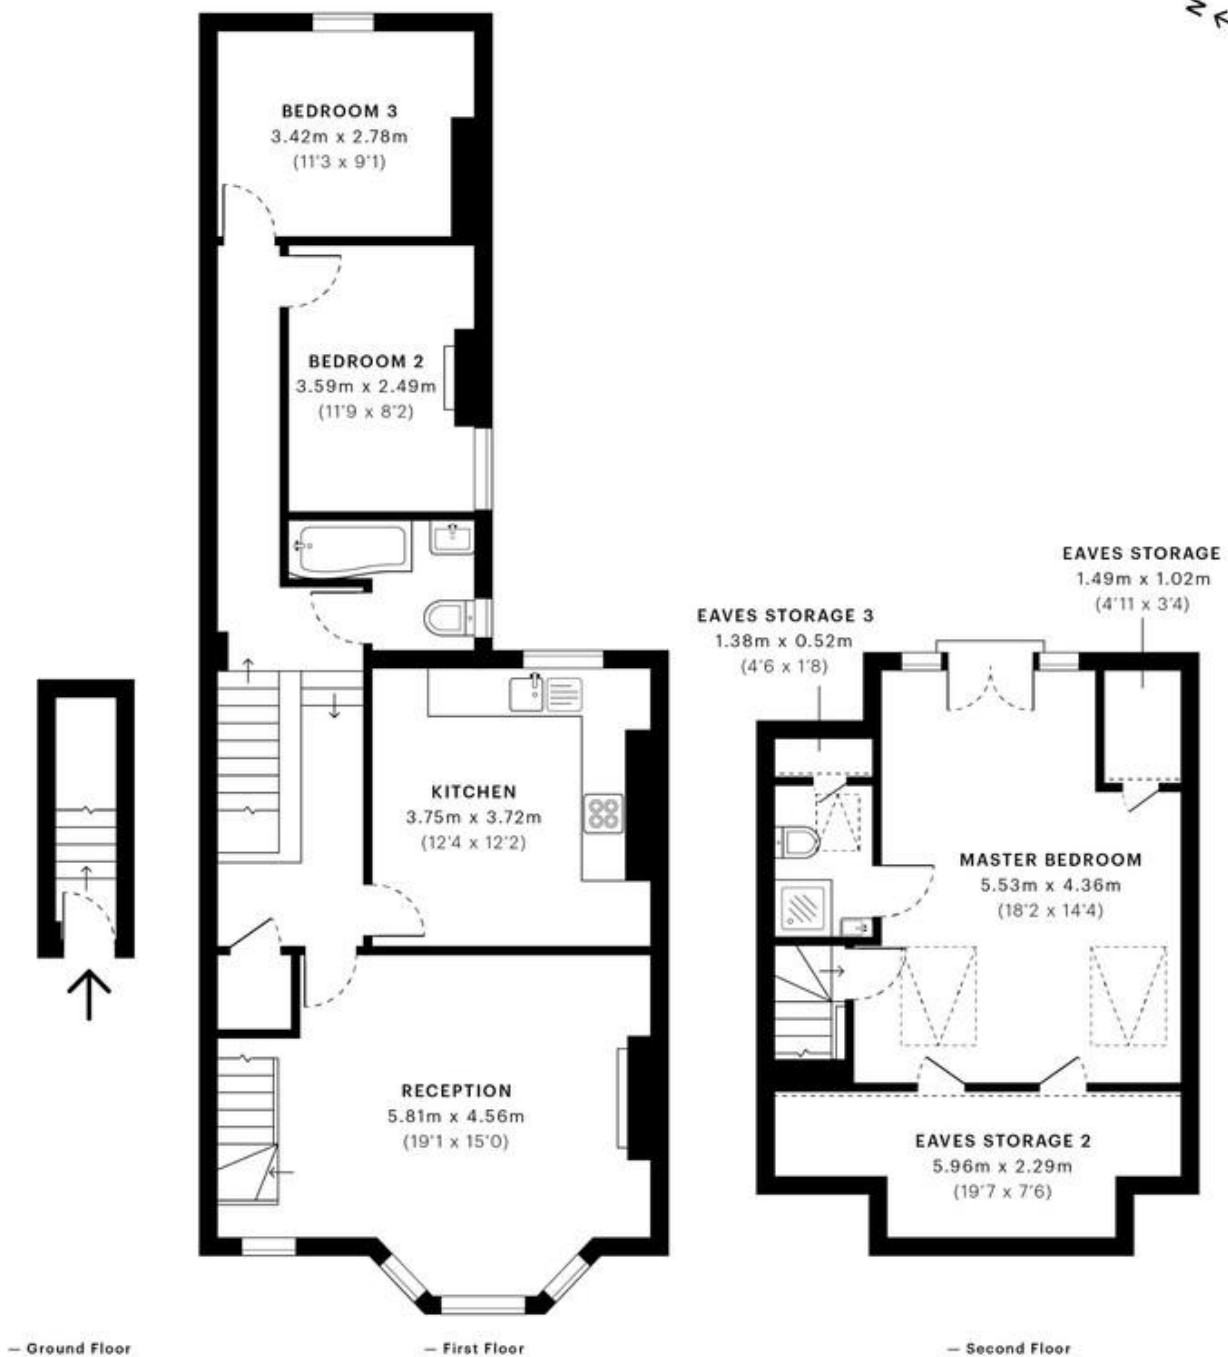 N
BEDROOM 3
3.42m x 2.78m
(11'3 x 9'1)
BEDROOM 2
3.59m x 2.49m
(11'9 x 8'2)
KITCHEN
3.75m x 3.72m
(12'4 x 12'2)
RECEPTION
5.81m x 4.56m
(19'1 x 15'0)
EAVES STORAGE
1.49m x 1.02m
(4'11 x 3'4)
EAVES STORAGE 3
1.38m x 0.52m
(4'6 x 1'8)
MASTER BEDROOM
5.53m x 4.36m
(18'2 x 14'4)
EAVES STORAGE 2
5.96m x 2.29m
(19'7 x 7'6)
— Ground Floor
— First Floor
— Second Floor